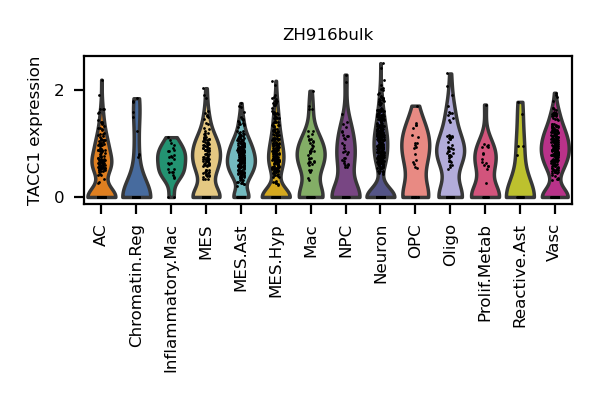 ZH916bulk
TACC1 expression
2
0
AC
Chromatin.Reg
Inflammatory.Mac
MES
MES.Ast
MES.Hyp
Mac
NPC
Neuron
OPC
Oligo
Prolif.Metab
Reactive.Ast
Vasc